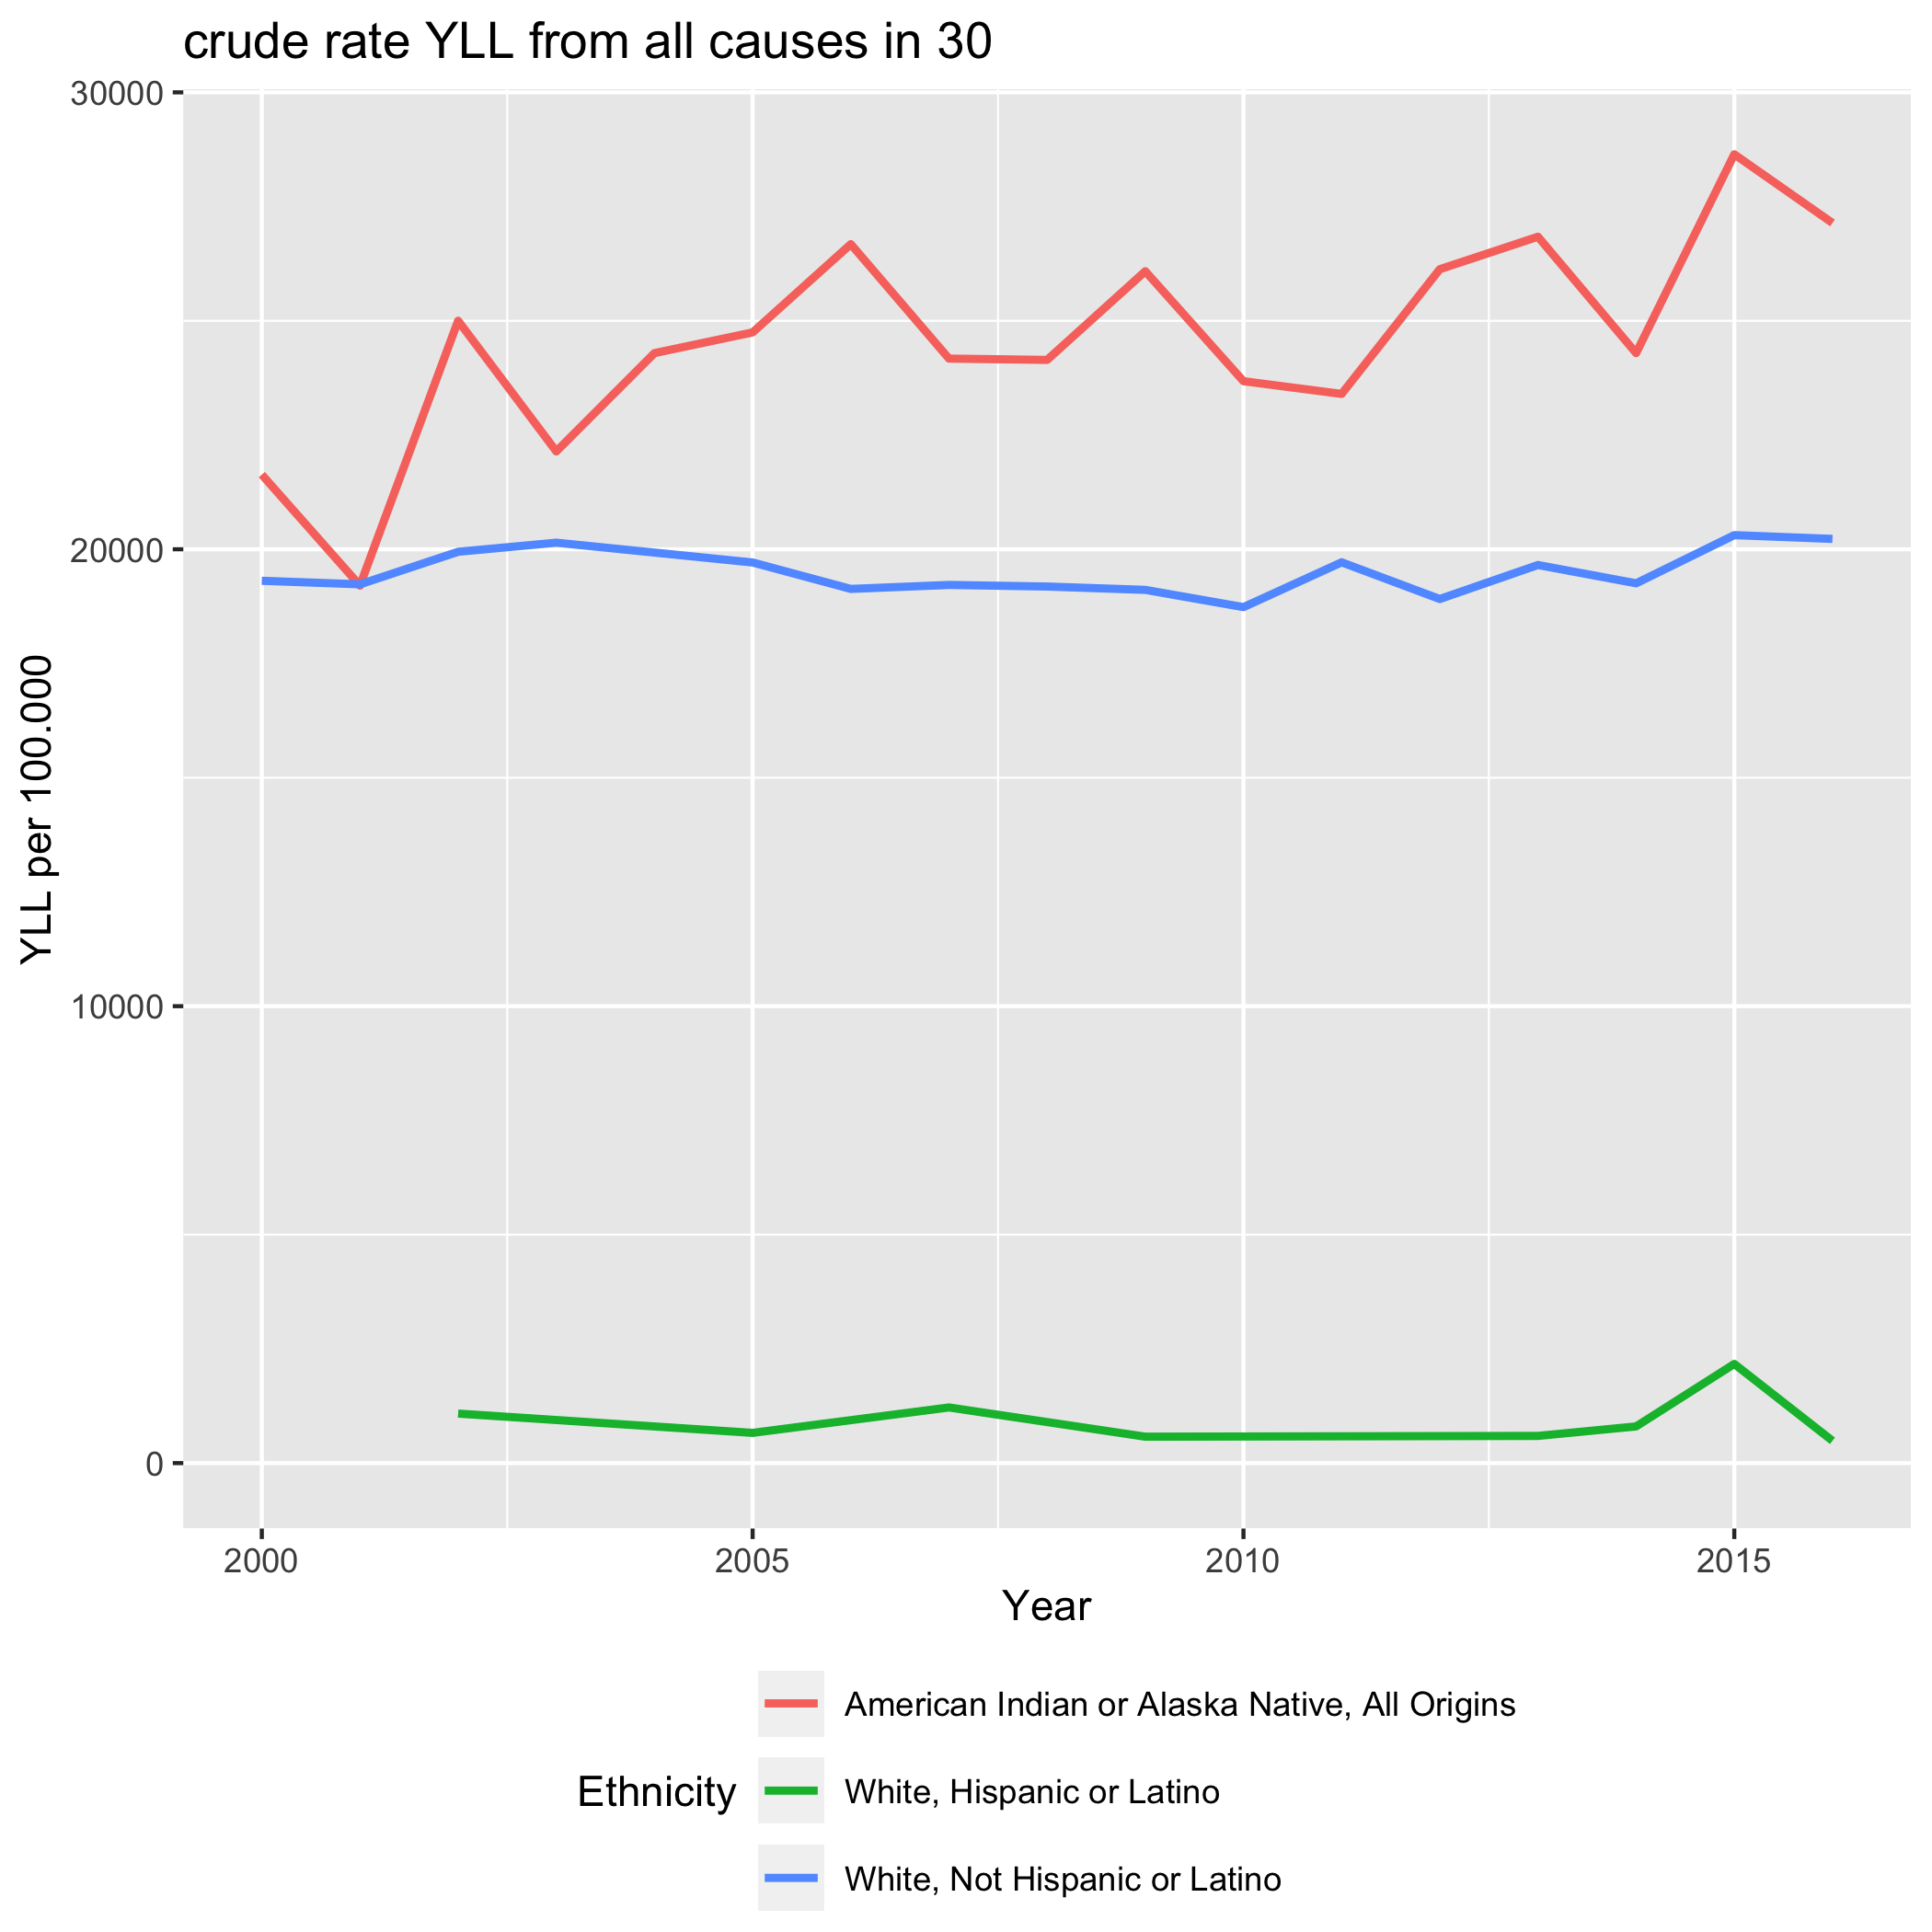 crude rate YLL from all causes in 30
30000
20000
10000
0
YLL per 100.000
2000 2005 2010 2015
Year
Ethnicity
American Indian or Alaska Native, All Origins
White, Hispanic or Latino
White, Not Hispanic or Latino